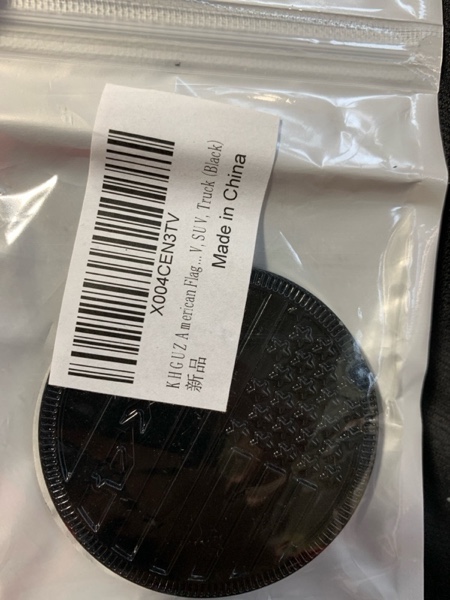 X004CEN3TV
KHGUZ American Flag...V, SUV, Truck (Black)
新品
Made in China